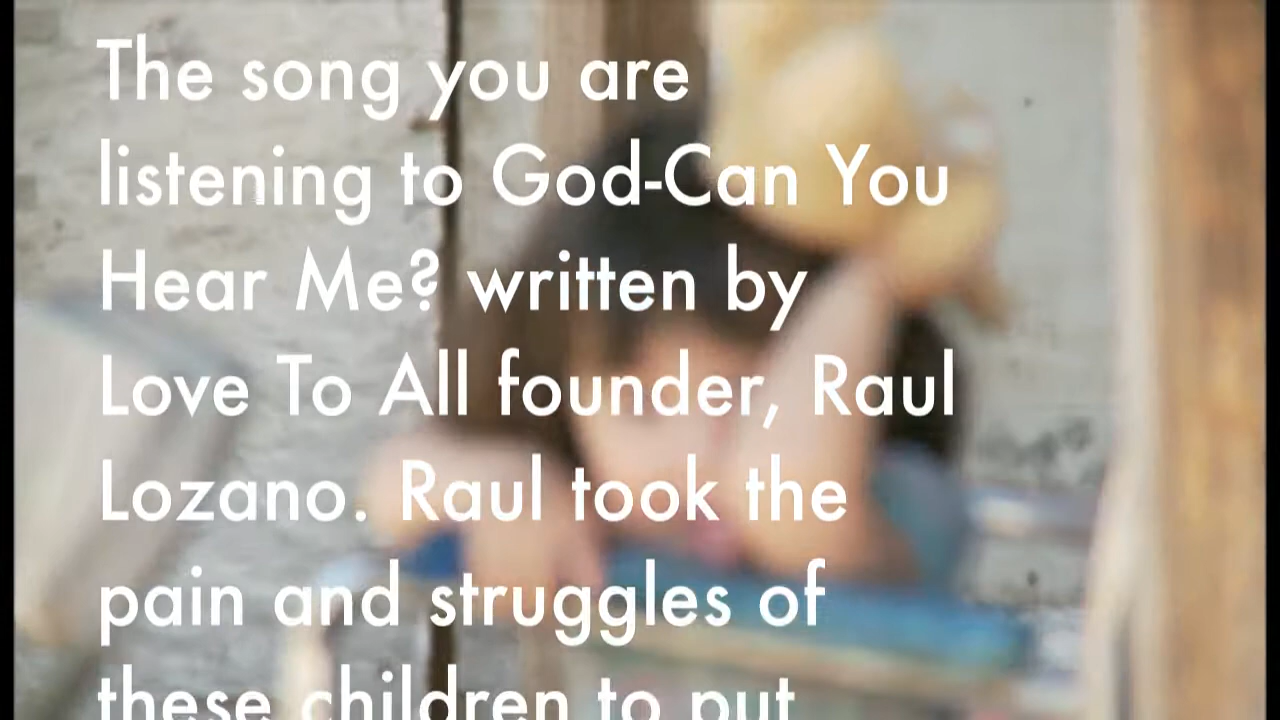 The song you are
listening to God-Can You
Hear Me? written by
Love To All founder, Raul
Lozano. Raul took the
pain and struggles of
these children to put